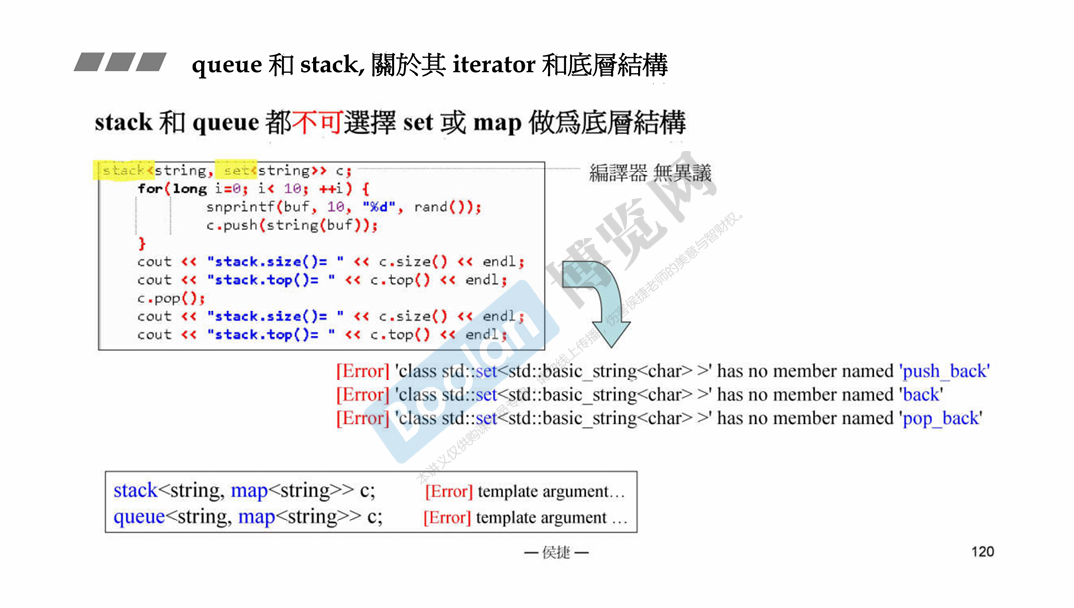 queue 和 stack, 關於其 iterator 和底層結構
stack 和 queue 都不可選擇 set 或 map 做為底層結構
stack<string, set<string>> c;
編譯器 無異議
for(long i=0; i< 10; ++i) {
snprintf(buf, 10, "%d", rand());
c.push(string(buf));
}
cout << "stack.size()= " << c.size() << endl;
cout << "stack.top()= " << c.top() << endl;
c.pop();
cout << "stack.size()= " << c.size() << endl;
cout << "stack.top()= " << c.top() << endl;
[Error] 'class std::set<std::basic_string<char> >' has no member named 'push_back'
[Error] 'class std::set<std::basic_string<char> >' has no member named 'back'
[Error] 'class std::set<std::basic_string<char> >' has no member named 'pop_back'
stack<string, map<string>> c; [Error] template argument…
queue<string, map<string>> c; [Error] template argument …
— 侯捷 —
120
Boolan
博览网